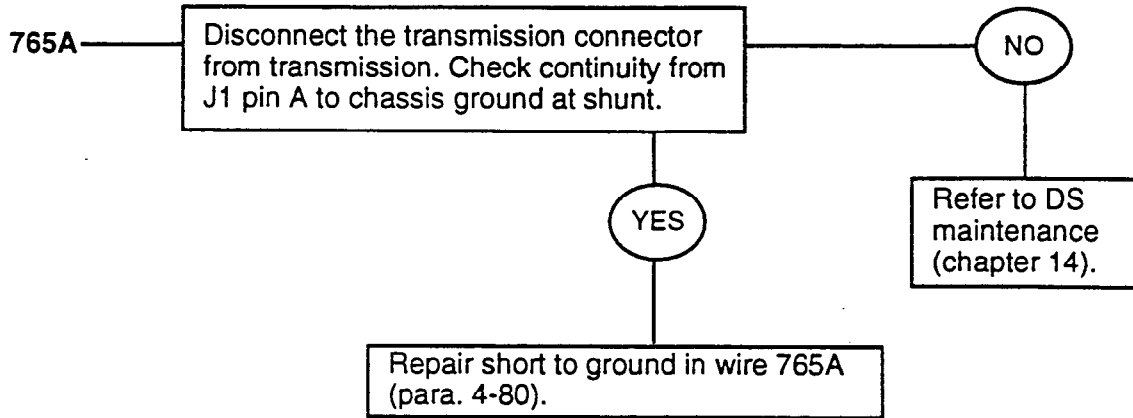 765A
Disconnect the transmission connector
from transmission. Check continuity from
J1 pin A to chassis ground at shunt.
NO
YES
Refer to DS
maintenance
(chapter 14).
Repair short to ground in wire 765A
(para. 4-80).